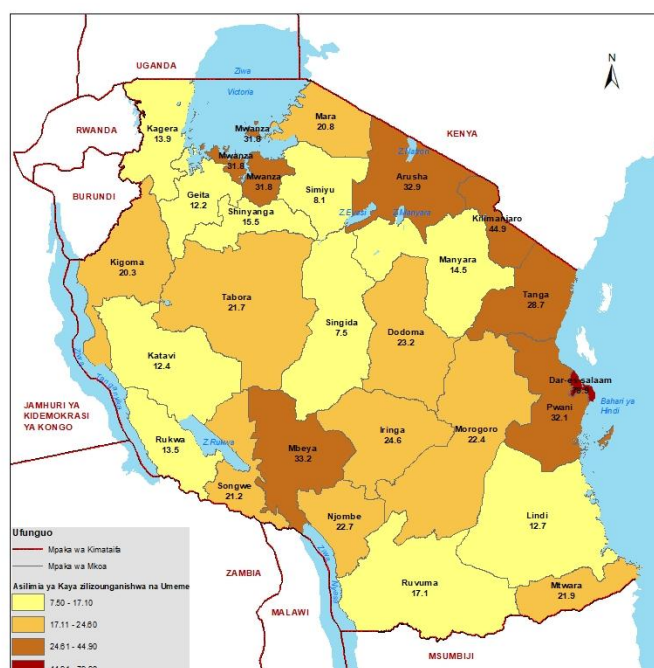 UGANDA
Ziwa
Victoria
N
RWANDA
Kagera
13.9
Mwanza
31.8
Mara
20.8
KENYA
Mwanza
31.8
Mwanza
31.8
Arusha
32.9
BURUNDI
Geita
12.2
Simiyu
8.1
Shinyanga
15.5
Kilimanjaro
44.9
Kigoma
20.3
Manyara
14.5
Tabora
21.7
Singida
7.5
Dodoma
23.2
Tanga
28.7
Katavi
12.4
Dar-es-salaam
Pwani
32.1
Bahari ya
Hindi
JAMHURI YA
KIDEMOKRASI
YA KONGO
Rukwa
13.5
Z.Rukwa
Mbeya
33.2
Iringa
24.6
Morogoro
22.4
Songwe
21.2
Njombe
22.7
Lindi
12.7
Ruvuma
17.1
Mtwara
21.9
ZAMBIA
MALAWI
MSUMBIJI
Ufunguo
Mpaka wa Kimataifa
Mpaka wa Mkoa
Asilimia ya Kaya zilizounganishwa na Umeme
7.50 - 17.10
17.11 - 24.60
24.61 - 44.90